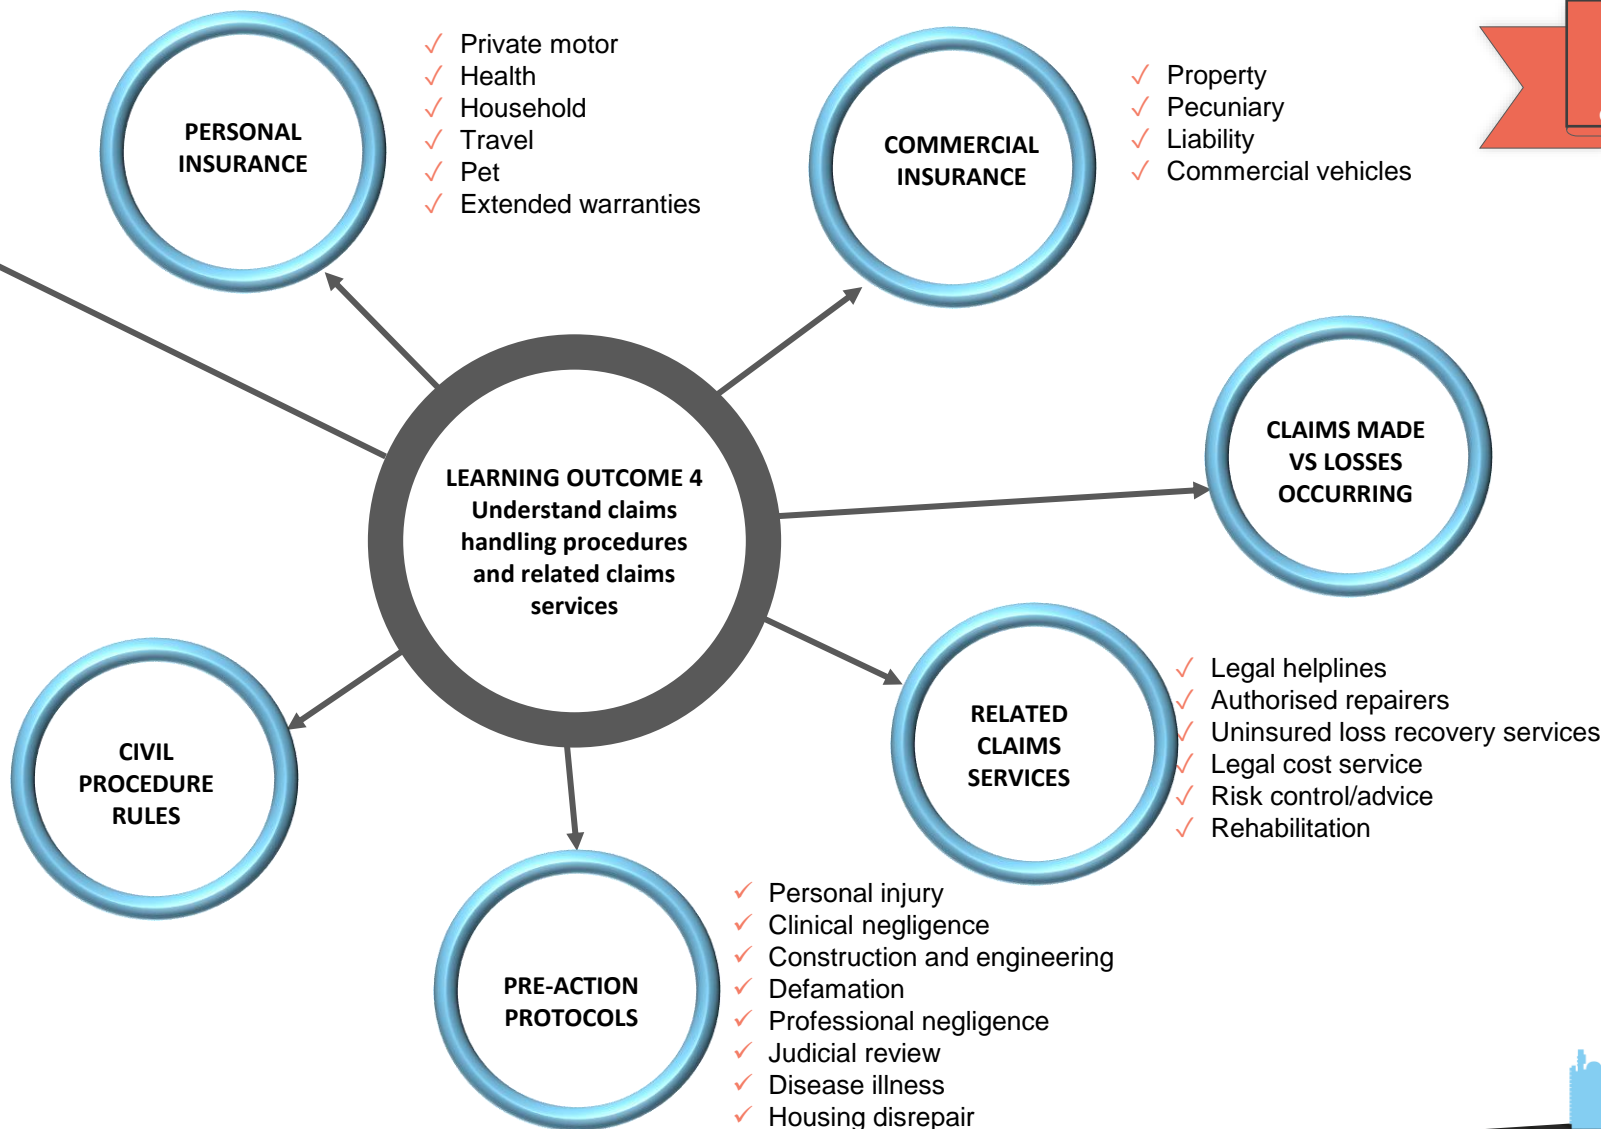 PERSONAL
INSURANCE
Private motor
Health
Household
Travel
Pet
Extended warranties
COMMERCIAL
INSURANCE
Property
Pecuniary
Liability
Commercial vehicles
LEARNING OUTCOME 4
Understand claims
handling procedures
and related claims
services
CLAIMS MADE
VS LOSSES
OCCURRING
RELATED
CLAIMS
SERVICES
Legal helplines
Authorised repairers
Uninsured loss recovery services
Legal cost service
Risk control/advice
Rehabilitation
CIVIL
PROCEDURE
RULES
PRE-ACTION
PROTOCOLS
Personal injury
Clinical negligence
Construction and engineering
Defamation
Professional negligence
Judicial review
Disease illness
Housing disrepair